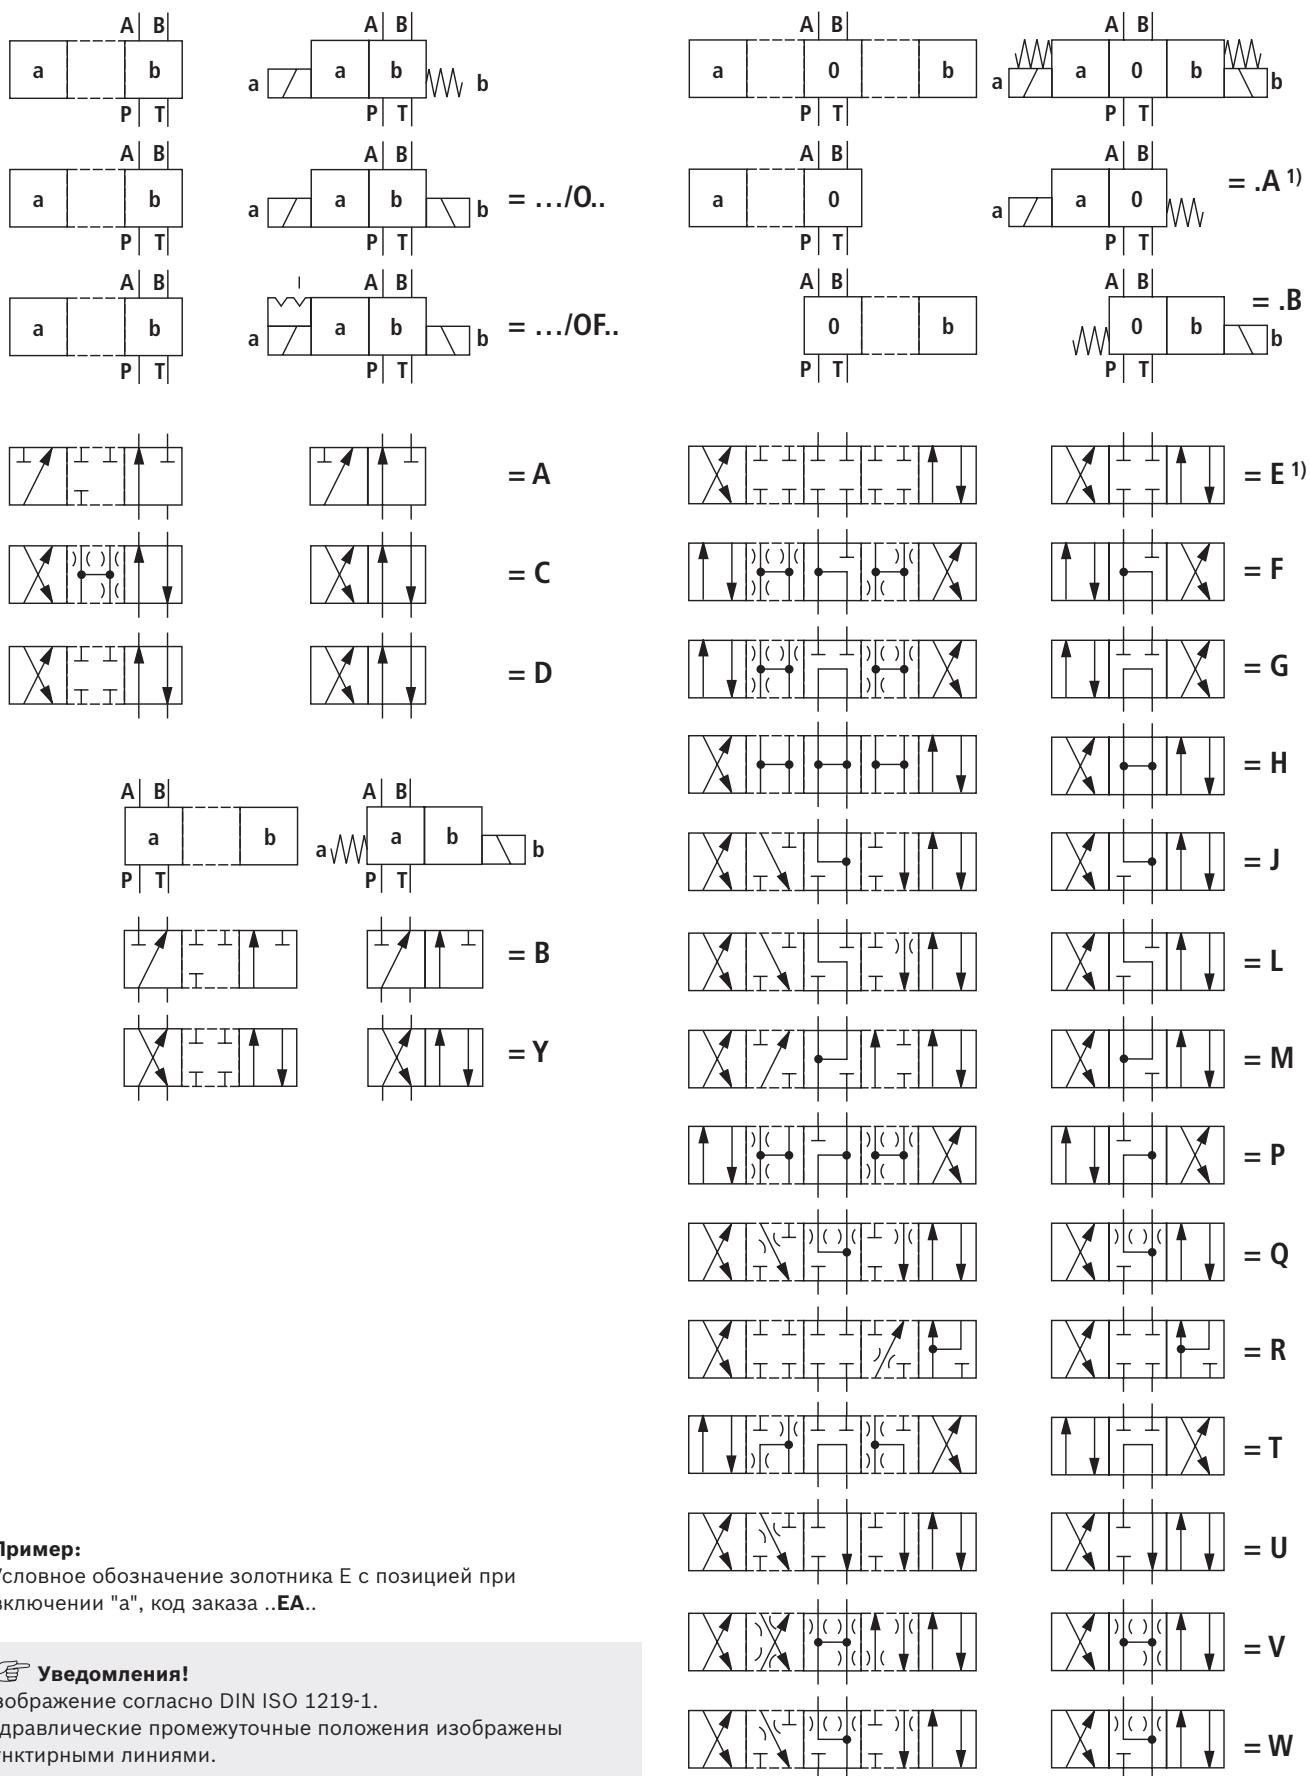 A B
a b
P T
A B
a a b b
P T
A B
a b
P T
A B
a a b b = .../O..
P T
A B
a b
P T
A B
a a b b = .../OF..
P T
= A
= C
= D
A B
a b
P T
A B
a a b b
P T
= B
= Y
A B
a 0 b
P T
A B
a a 0 b b
P T
A B
a 0
P T
A B
a a 0 = .A 1)
P T
A B
0 b
P T
A B
0 b b = .B
P T
= E 1)
= F
= G
= H
= J
= L
= M
= P
= Q
= R
= T
= U
= V
= W
Пример:
Условное обозначение золотника E с позицией при
включении "a", код заказа ..EA..
Уведомления!
зображение согласно DIN ISO 1219-1.
дравлические промежуточные положения изображены
нктирными линиями.